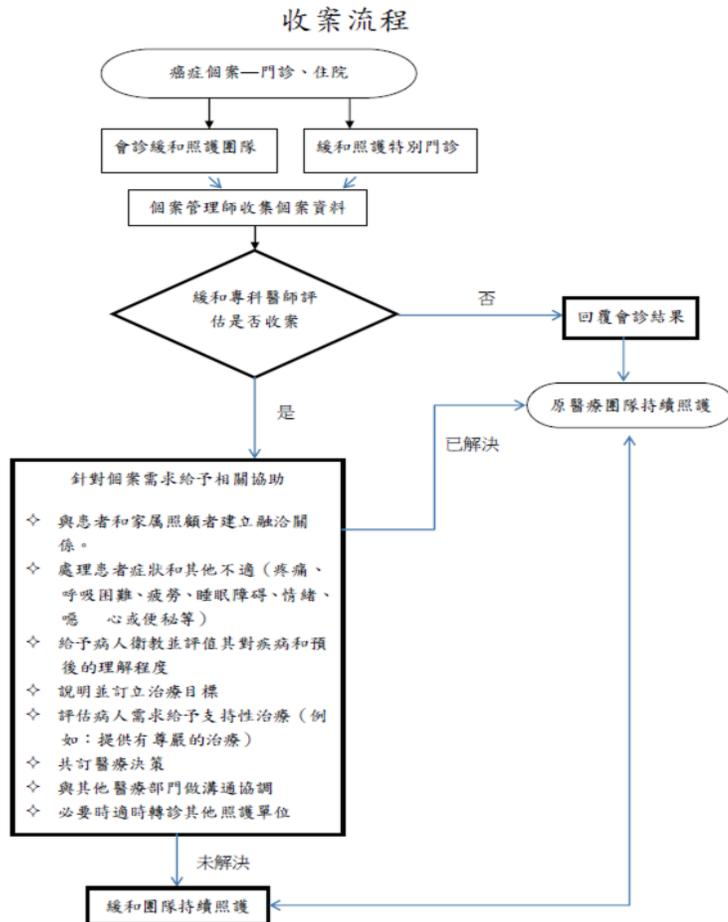 收案流程
癌症個案—門診、住院
會診緩和照護團隊
緩和照護特別門診
個案管理師收集個案資料
緩和專科醫師評
估是否收案
否
回覆會診結果
是
原醫療團隊持續照護
已解決
針對個案需求給予相關協助
✧ 與患者和家属照顧者建立融洽關
係。
✧ 處理患者症狀和其他不適（疼痛、
呼吸困難、疲勞、睡眠障碍、情緒、
噁 心或便秘等）
✧ 給予病人衛教並評值其對疾病和預
後的理解程度
✧ 說明並訂立治療目標
✧ 評估病人需求給予支持性治療（例
如：提供有尊嚴的治療）
✧ 共訂醫療決策
✧ 與其他醫療部門做溝通協調
✧ 必要時適時轉診其他照護單位
未解決
緩和團隊持續照護